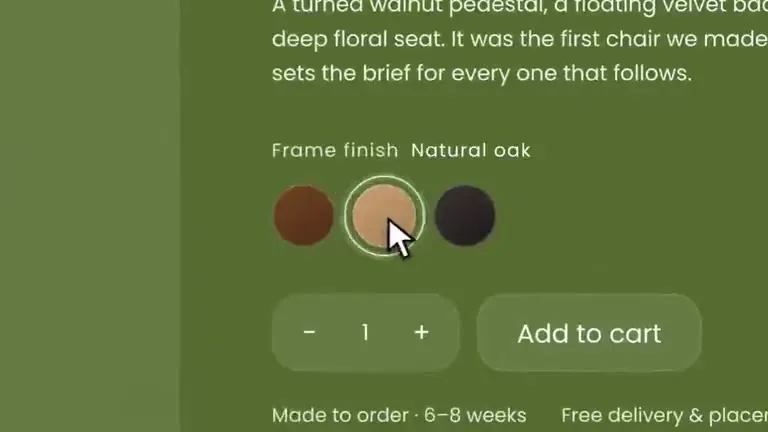 A turned walnut pedestal, a floating velvet
deep floral seat. It was the first chair we made
sets the brief for every one that follows.
Frame finish Natural oak
− 1 + Add to cart
Made to order · 6–8 weeks Free delivery &